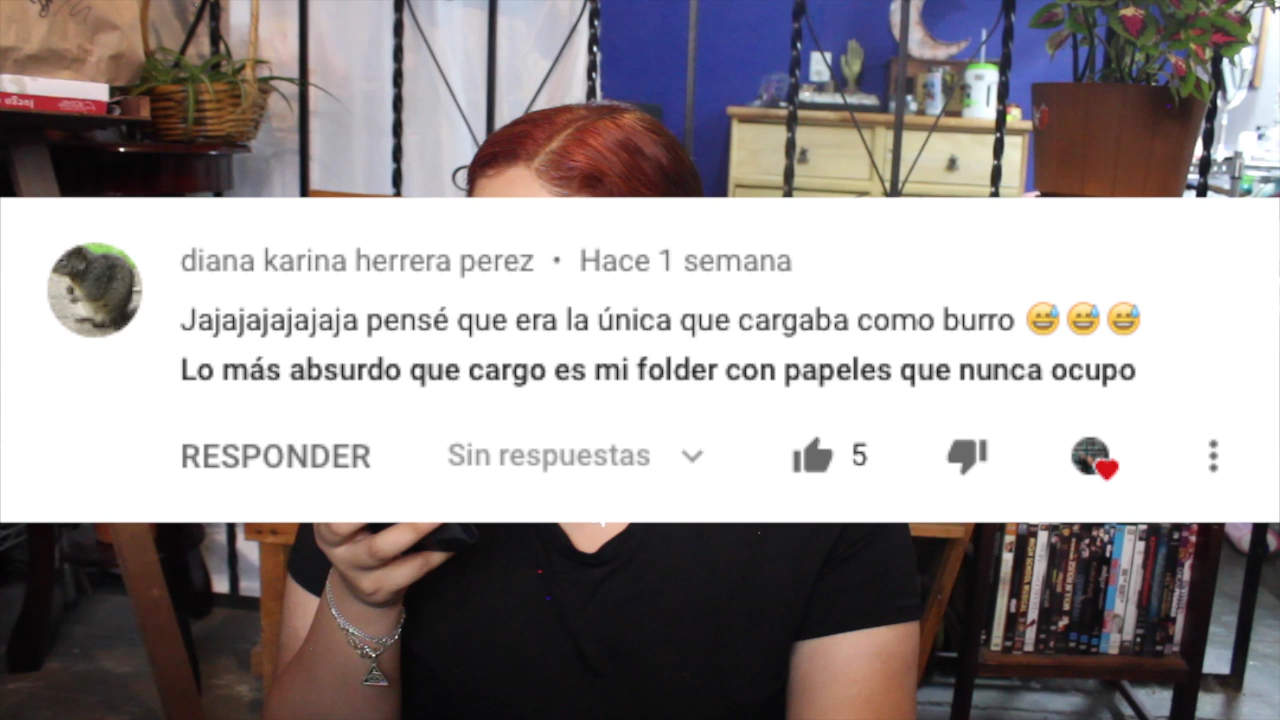 diana karina herrera perez • Hace 1 semana
Jajajajajajaja pensé que era la única que cargaba como burro 😅😅😅
Lo más absurdo que cargo es mi folder con papeles que nunca ocupo
RESPONDER Sin respuestas 5